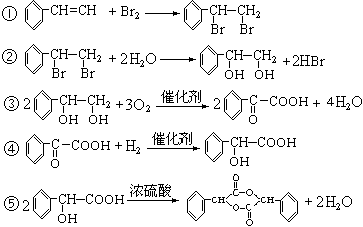 ① CH=CH + Br₂ → CH-CH₂
Br Br
② CH-CH₂ + 2H₂O → CH-CH₂ +2HBr
Br Br OH OH
③ 2 CH-CH₂ +3O₂ 催化剂 → 2 C-COOH + 4H₂O
OH OH O
④ C-COOH + H₂ 催化剂 → CH-COOH
O OH
⑤ 2 CH-COOH 浓硫酸 → CH C O O CH C O O + 2H₂O
OH